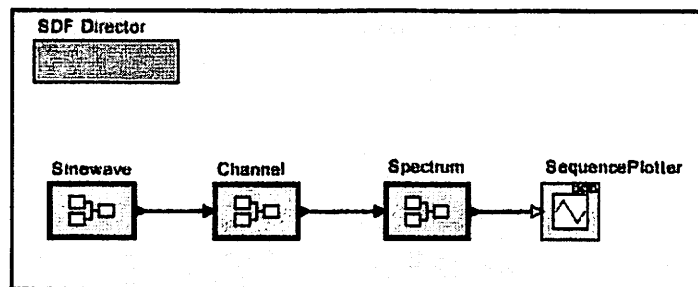 SDF Director
Sinewave
Channel
Spectrum
SequencePlotter